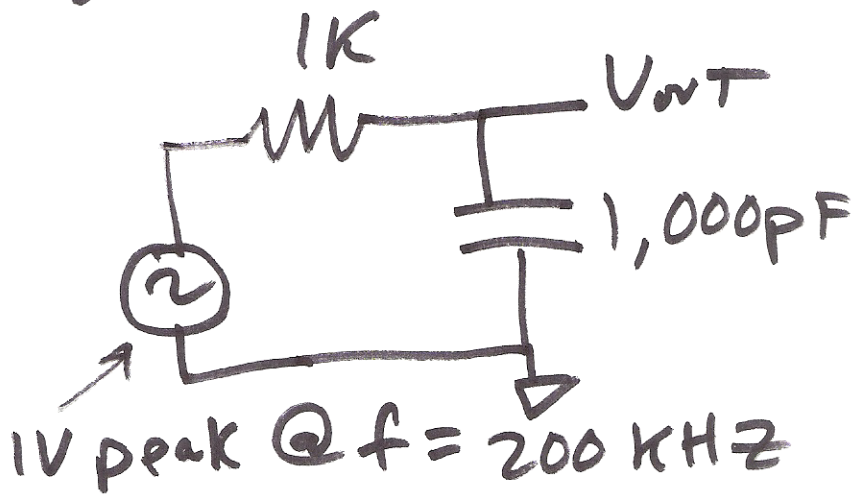 1K
VOUT
1,000pF
1V peak @ f = 200 KHZ